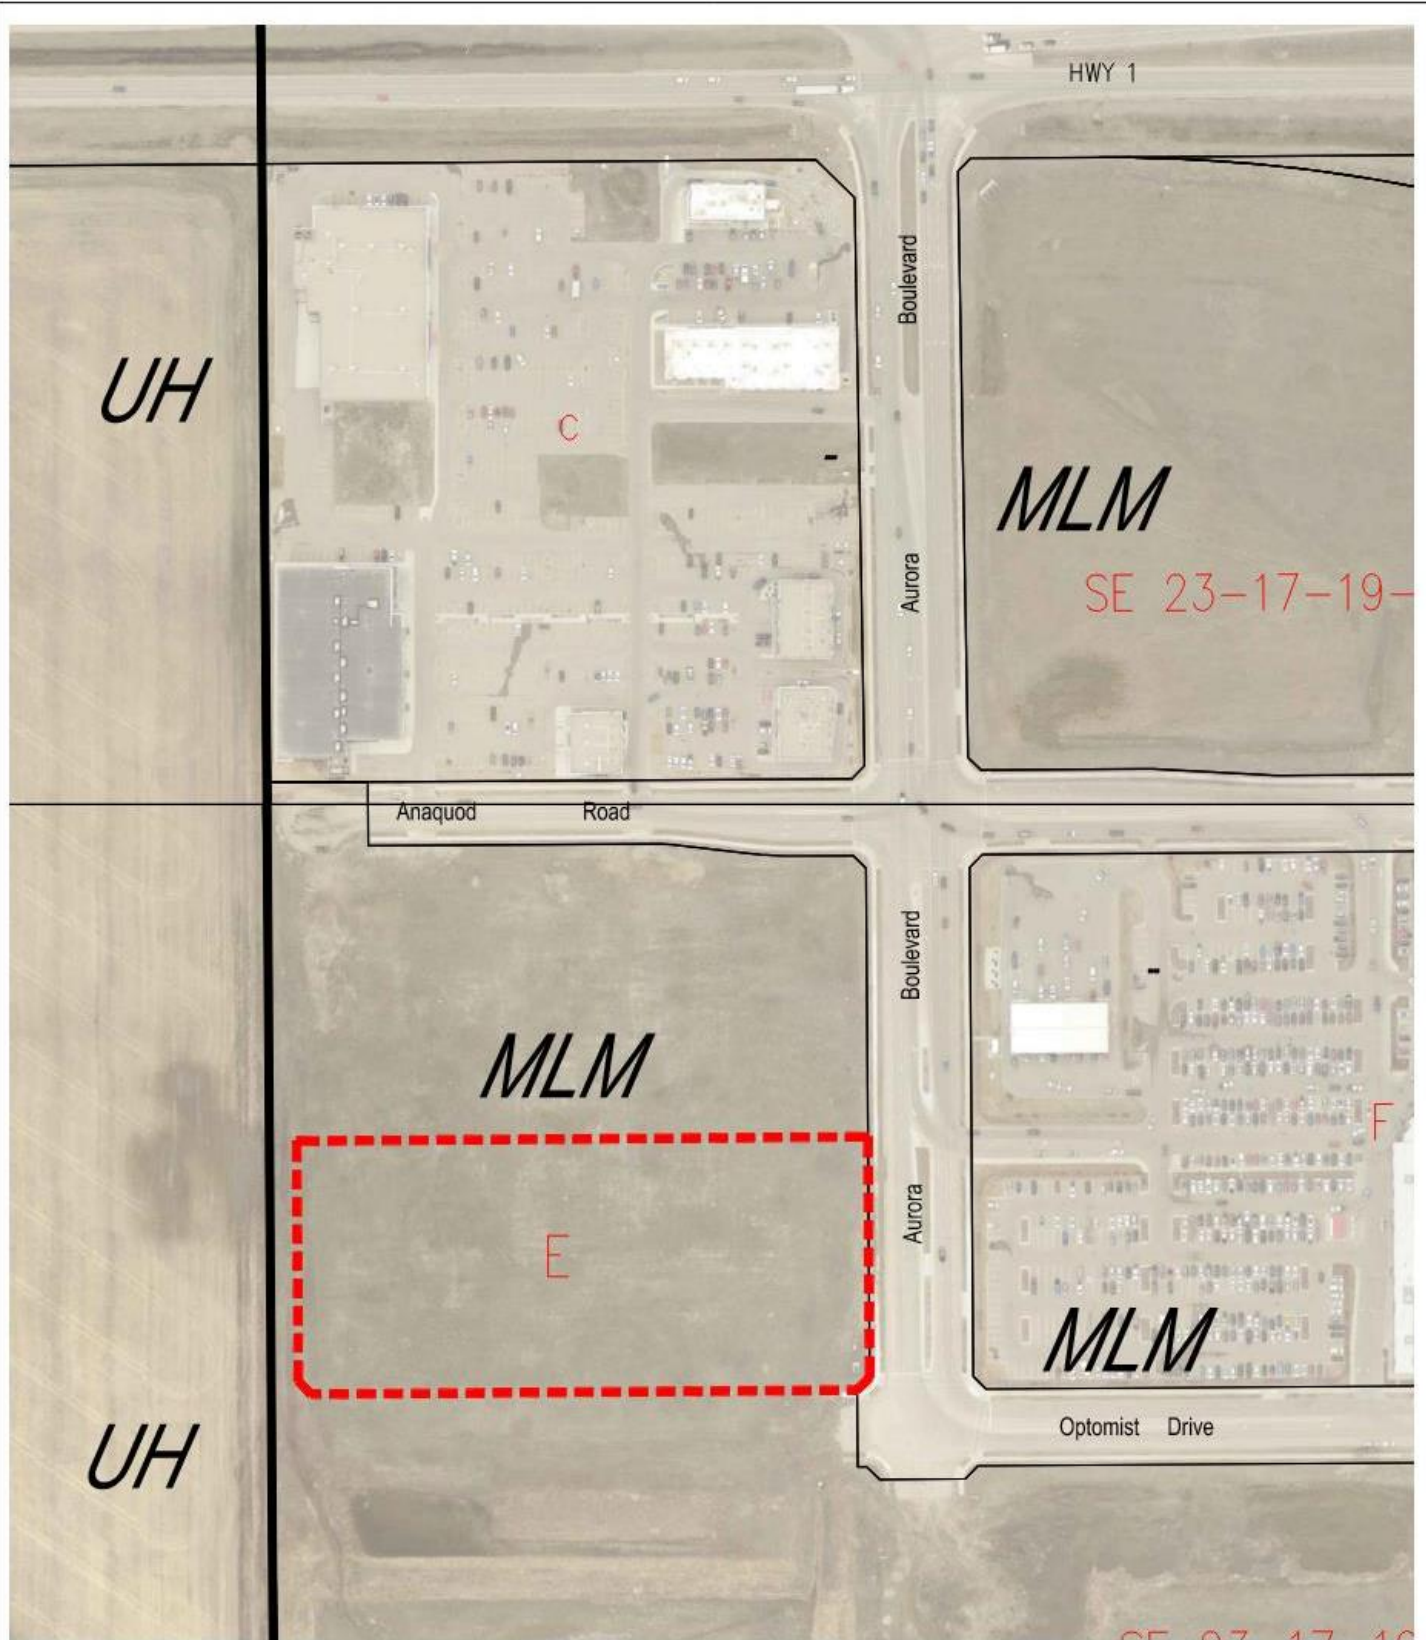 HWY 1
Boulevard
UH
C
MLM
Aurora
SE 23-17-19-
Anaquod Road
Boulevard
MLM
F
Aurora
E
MLM
Optomist Drive
UH